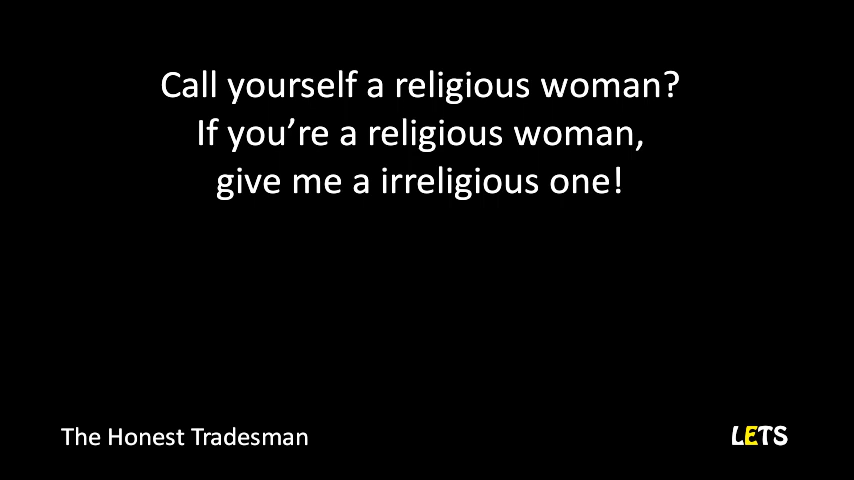 Call yourself a religious woman?
If you’re a religious woman,
give me a irreligious one!
The Honest Tradesman
LETS